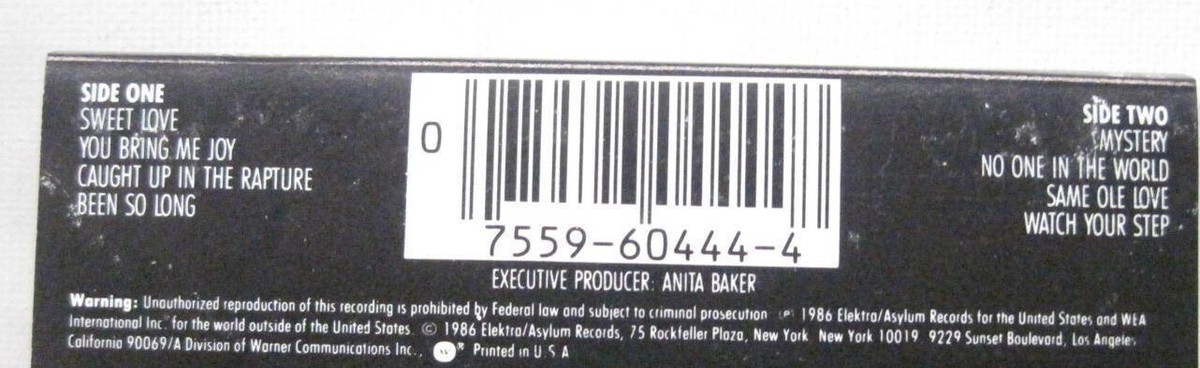 SIDE ONE
SWEET LOVE
YOU BRING ME JOY
CAUGHT UP IN THE RAPTURE
BEEN SO LONG
0
7559-60444-4
SIDE TWO
MYSTERY
NO ONE IN THE WORLD
SAME OLE LOVE
WATCH YOUR STEP
EXECUTIVE PRODUCER: ANITA BAKER
Warning: Unauthorized reproduction of this recording is prohibited by Federal law and subject to criminal prosecution ℗ 1986 Elektra/Asylum Records for the United States and WEA
International Inc. for the world outside of the United States. © 1986 Elektra/Asylum Records, 75 Rockfeller Plaza, New York New York 10019 9229 Sunset Boulevard, Los Angeles
California 90069/A Division of Warner Communications Inc., ® Printed in U.S.A